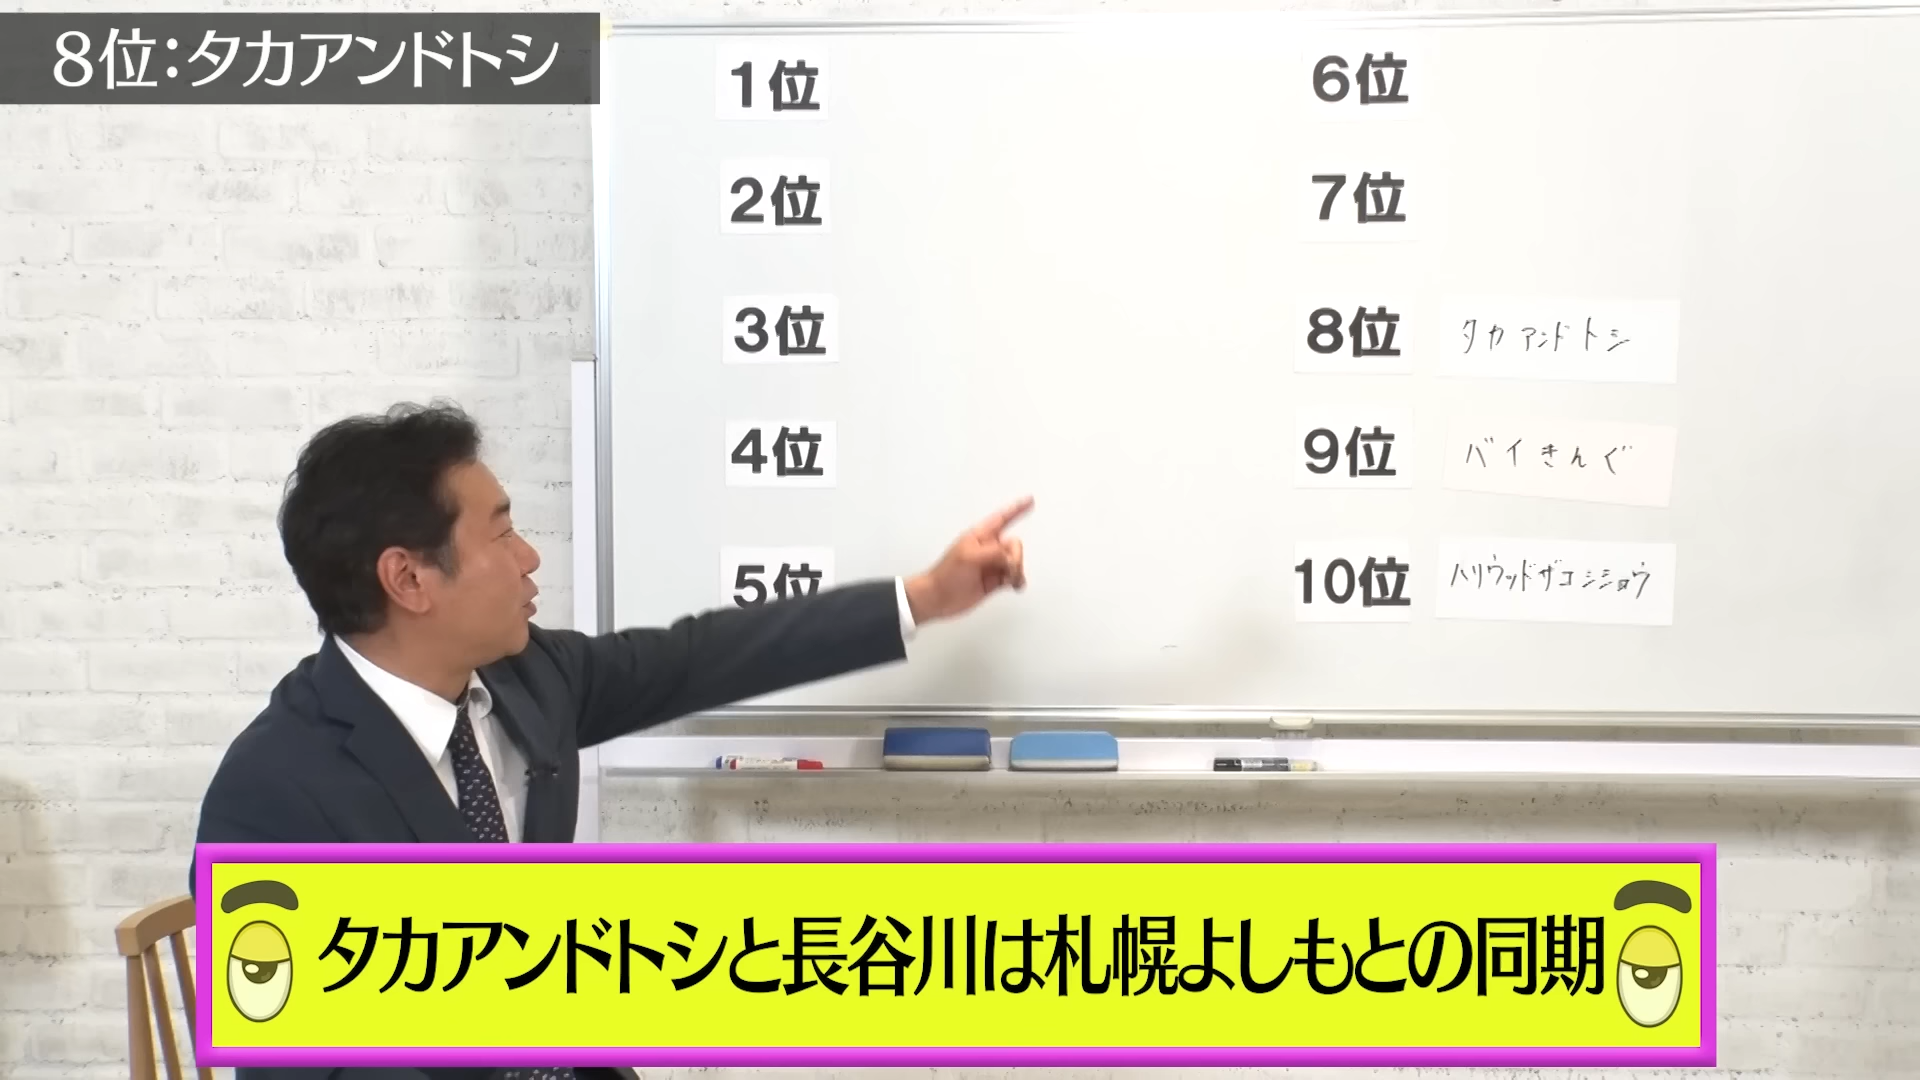 8位:タカアンドトシ
1位
2位
3位
4位
5位
6位
7位
8位 タカアンドトシ
9位 バイきんぐ
10位 ハリウッドザコシショウ
タカアンドトシと長谷川は札幌よしもとの同期